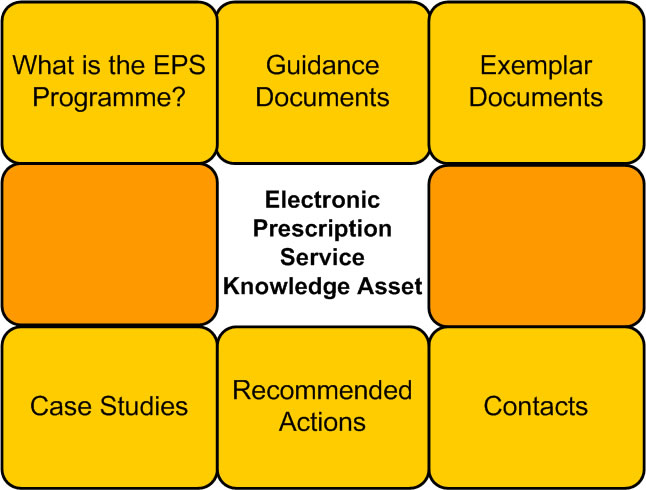 What is the EPS
Programme?
Guidance
Documents
Exemplar
Documents
Electronic
Prescription
Service
Knowledge Asset
Case Studies
Recommended
Actions
Contacts